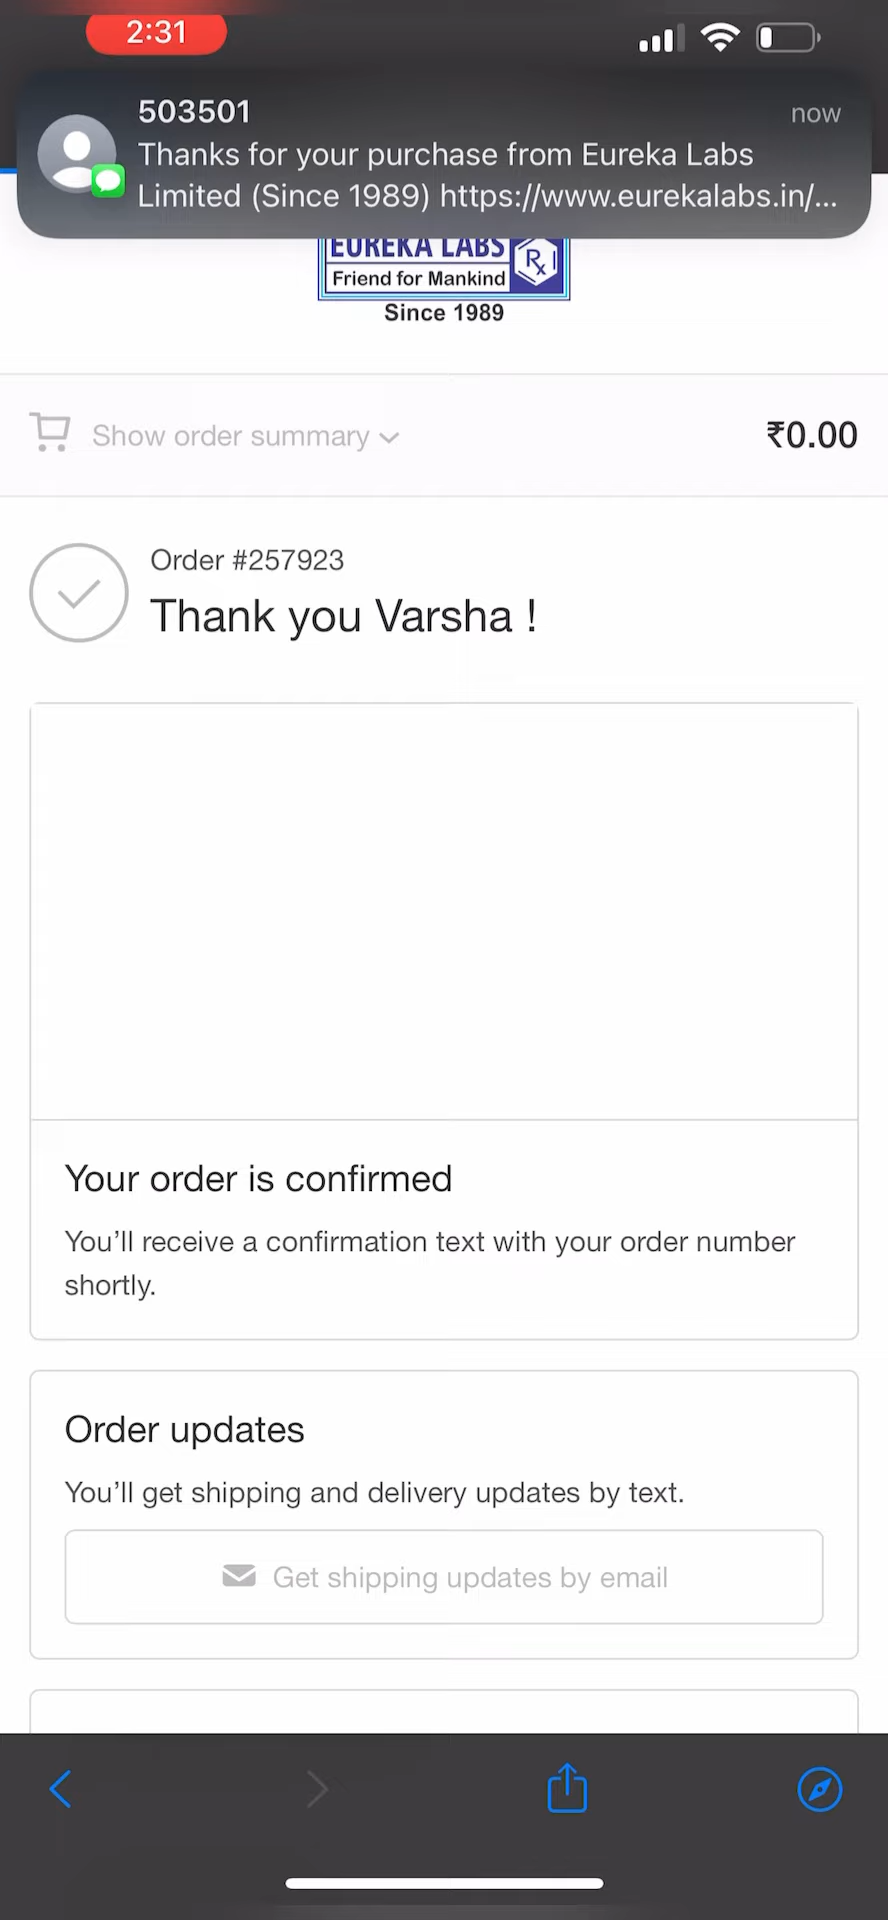 2:31
503501
now
Thanks for your purchase from Eureka Labs
Limited (Since 1989) https://www.eurekalabs.in/...
EUREKA LABS
Rx
Friend for Mankind
Since 1989
Show order summary
₹0.00
Order #257923
Thank you Varsha !
Your order is confirmed
You’ll receive a confirmation text with your order number
shortly.
Order updates
You’ll get shipping and delivery updates by text.
Get shipping updates by email